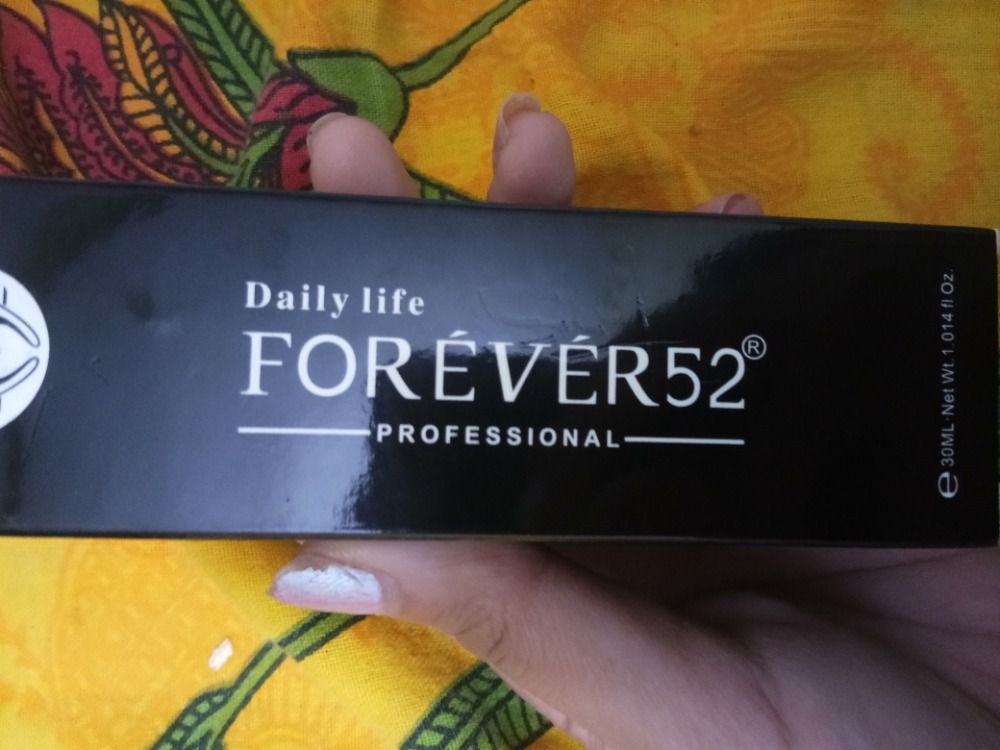 Daily life
FORÉVÉR52®
PROFESSIONAL
℮ 30ML·Net Wt.1.014 fl Oz.